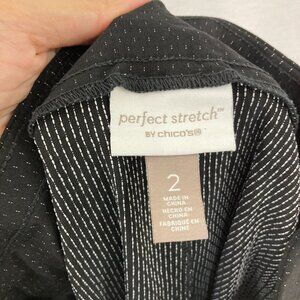 perfect stretch™
BY chico's®
2
MADE IN
CHINA
HECHO EN
CHINA
FABRIQUÉ EN
CHINE